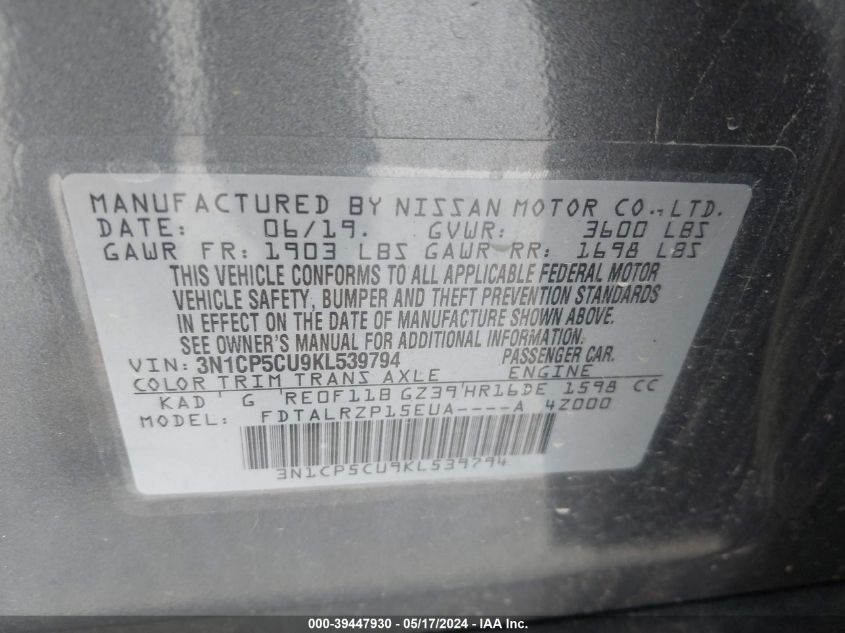 MANUFACTURED BY NISSAN MOTOR CO., LTD.
DATE: 06/19. GVWR: 3600 LBS
GAWR FR: 1903 LBS GAWR RR: 1698 LBS
THIS VEHICLE CONFORMS TO ALL APPLICABLE FEDERAL MOTOR
VEHICLE SAFETY, BUMPER AND THEFT PREVENTION STANDARDS
IN EFFECT ON THE DATE OF MANUFACTURE SHOWN ABOVE.
SEE OWNER'S MANUAL FOR ADDITIONAL INFORMATION.
VIN: 3N1CP5CU9KL539794 PASSENGER CAR.
COLOR TRIM TRANS AXLE ENGINE
KAD G RE0F11B GZ39 HR16DE 1598 CC
MODEL: FDTALRZP15EUA----A 4Z000
3N1CP5CU9KL539794
000-39447930 - 05/17/2024 - IAA Inc.